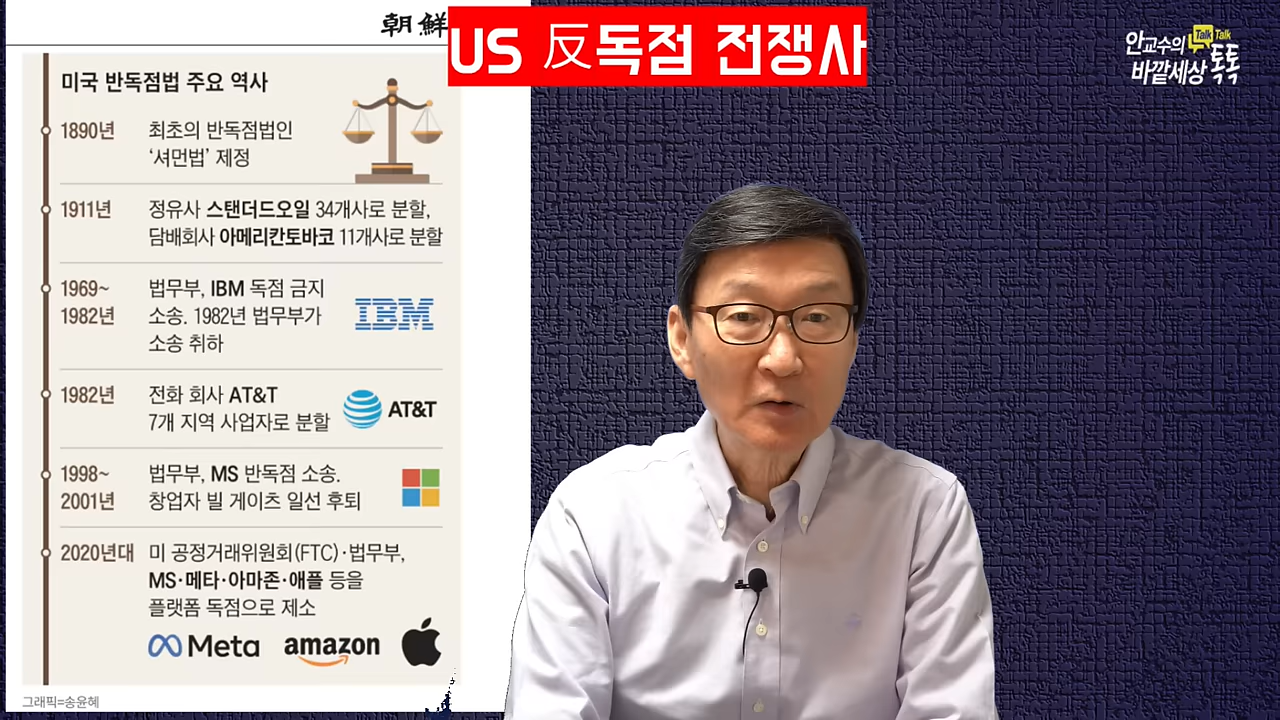 朝鮮
US 反독점 전쟁사
안교수의 Talk Talk
바깥세상 톡톡
미국 반독점법 주요 역사
1890년 최초의 반독점법인
‘셔먼법’ 제정
1911년 정유사 스탠더드오일 34개사로 분할,
담배회사 아메리칸토바코 11개사로 분할
1969~ 법무부, IBM 독점 금지
1982년 소송. 1982년 법무부가
소송 취하
IBM
1982년 전화 회사 AT&T
7개 지역 사업자로 분할
AT&T
1998~ 법무부, MS 반독점 소송.
2001년 창업자 빌 게이츠 일선 후퇴
2020년대 미 공정거래위원회(FTC)·법무부,
MS·메타·아마존·애플 등을
플랫폼 독점으로 제소
Meta amazon
그래픽=송윤혜